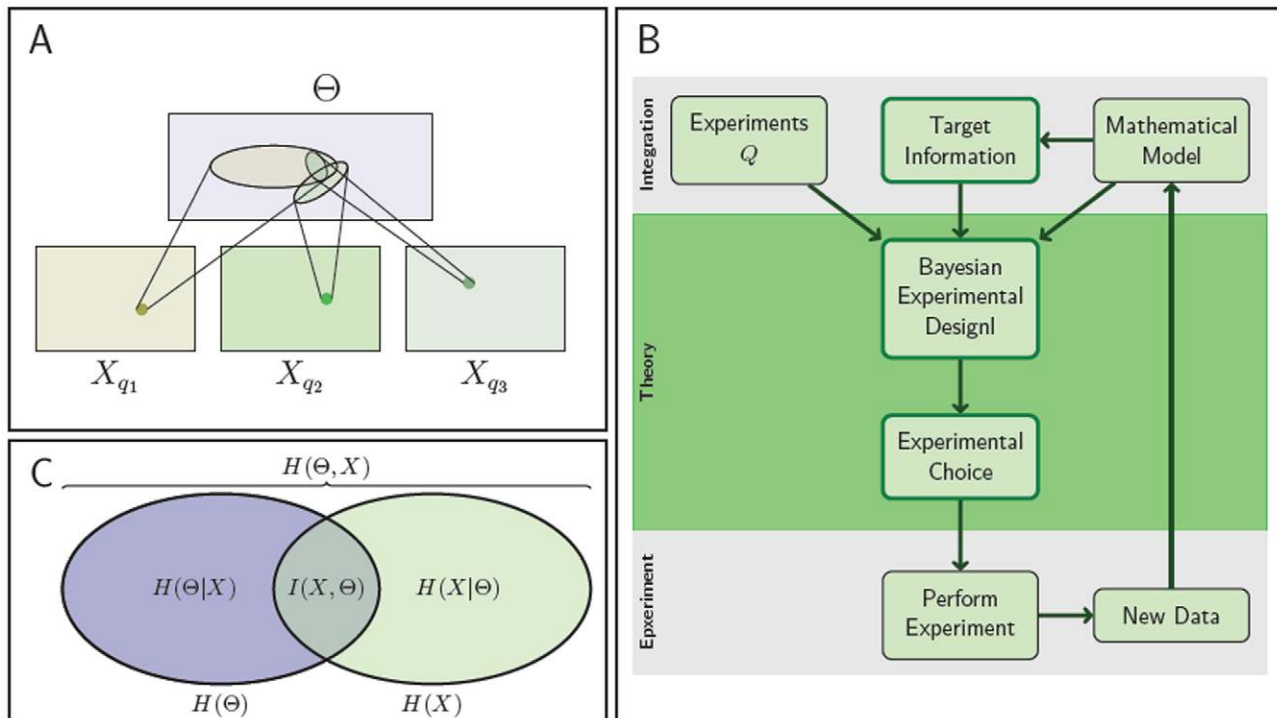 A
Θ
X_{q_1}
X_{q_2}
X_{q_3}
B
Integration
Experiments
Q
Target
Information
Mathematical
Model
Theory
Bayesian
Experimental
Designl
Experimental
Choice
Epxeriment
Perform
Experiment
New Data
C
H(Θ, X)
H(Θ|X)
I(X, Θ)
H(X|Θ)
H(Θ)
H(X)